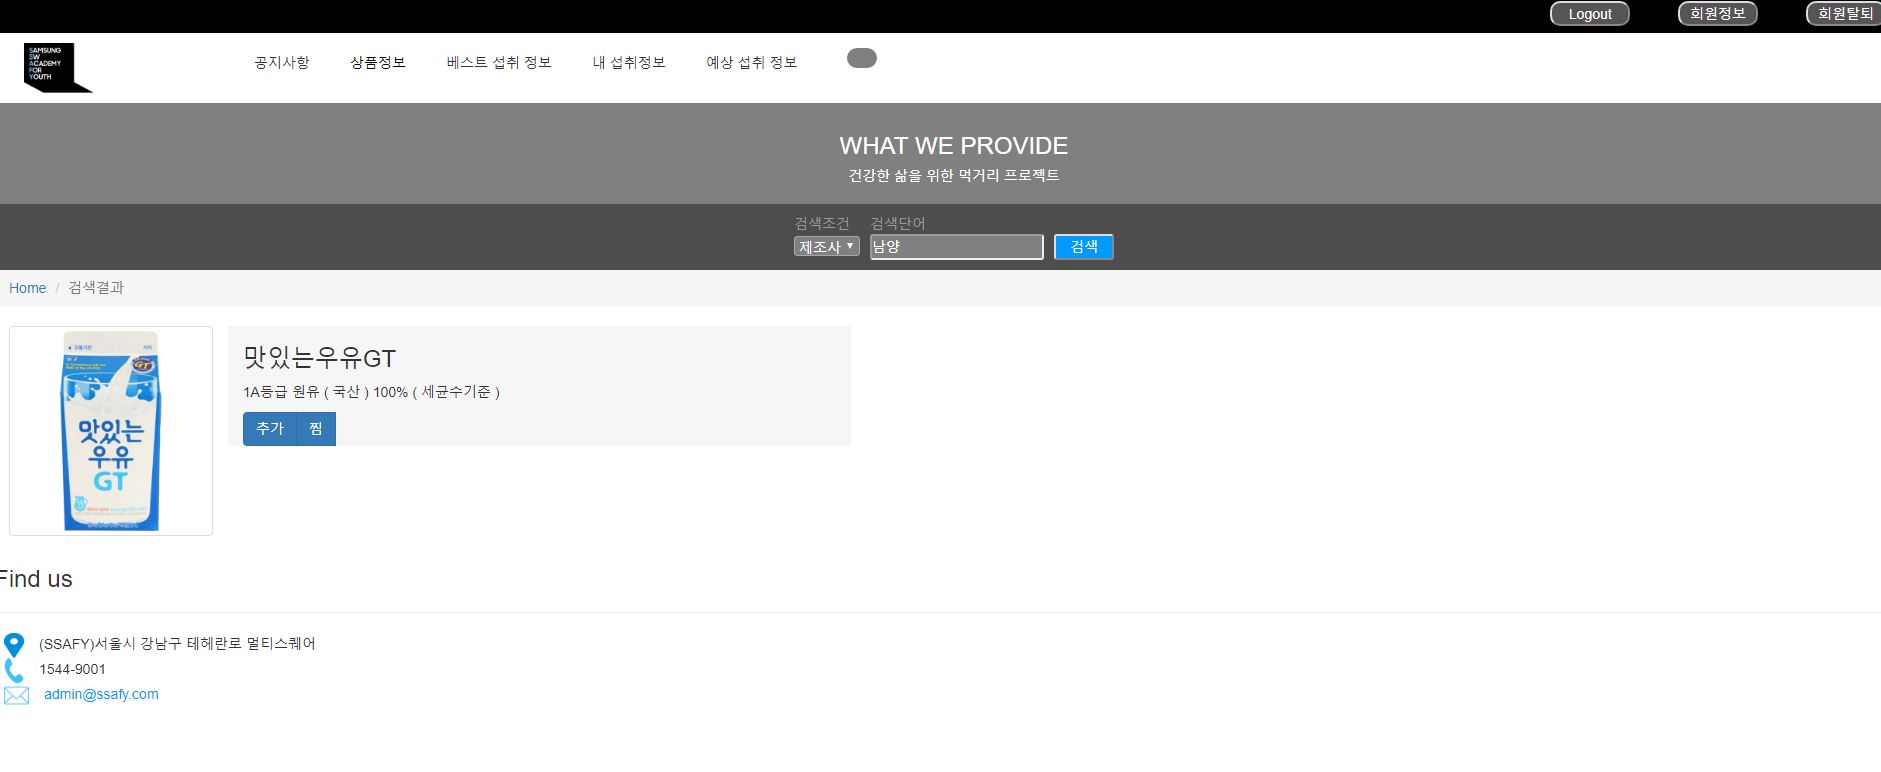 Logout 회원정보 회원탈퇴
SAMSUNG
SW
ACADEMY
FOR
YOUTH
공지사항 상품정보 베스트 섭취 정보 내 섭취정보 예상 섭취 정보
WHAT WE PROVIDE
건강한 삶을 위한 먹거리 프로젝트
검색조건 검색단어
제조사 남양 검색
Home / 검색결과
GT
맛있는
우유
GT
맛있는우유GT
1A등급 원유 ( 국산 ) 100% ( 세균수기준 )
추가 찜
Find us
(SSAFY)서울시 강남구 테헤란로 멀티스퀘어
1544-9001
admin@ssafy.com